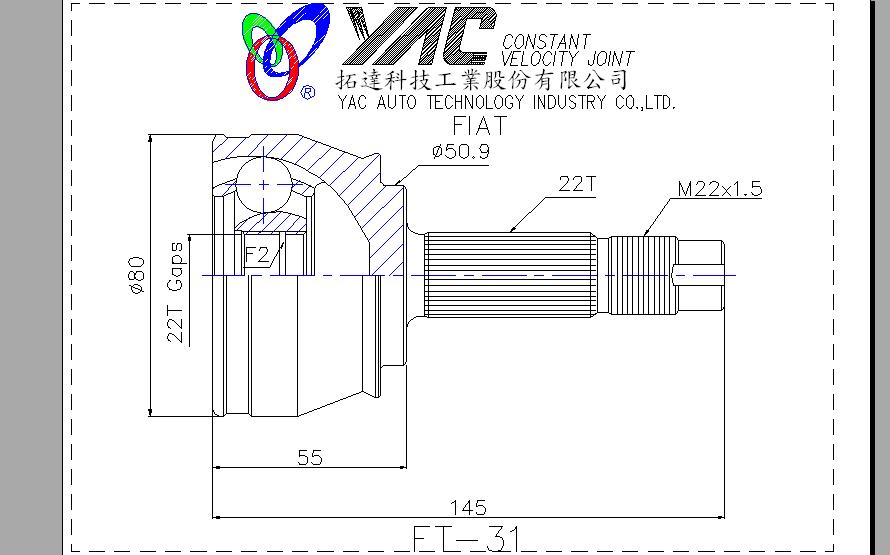 YAC
CONSTANT
VELOCITY JOINT
®
拓達科技工業股份有限公司
YAC AUTO TECHNOLOGY INDUSTRY CO.,LTD.
FIAT
ø50.9
22T
M22x1.5
F2
ø80
22T Gaps
55
145
FT-31